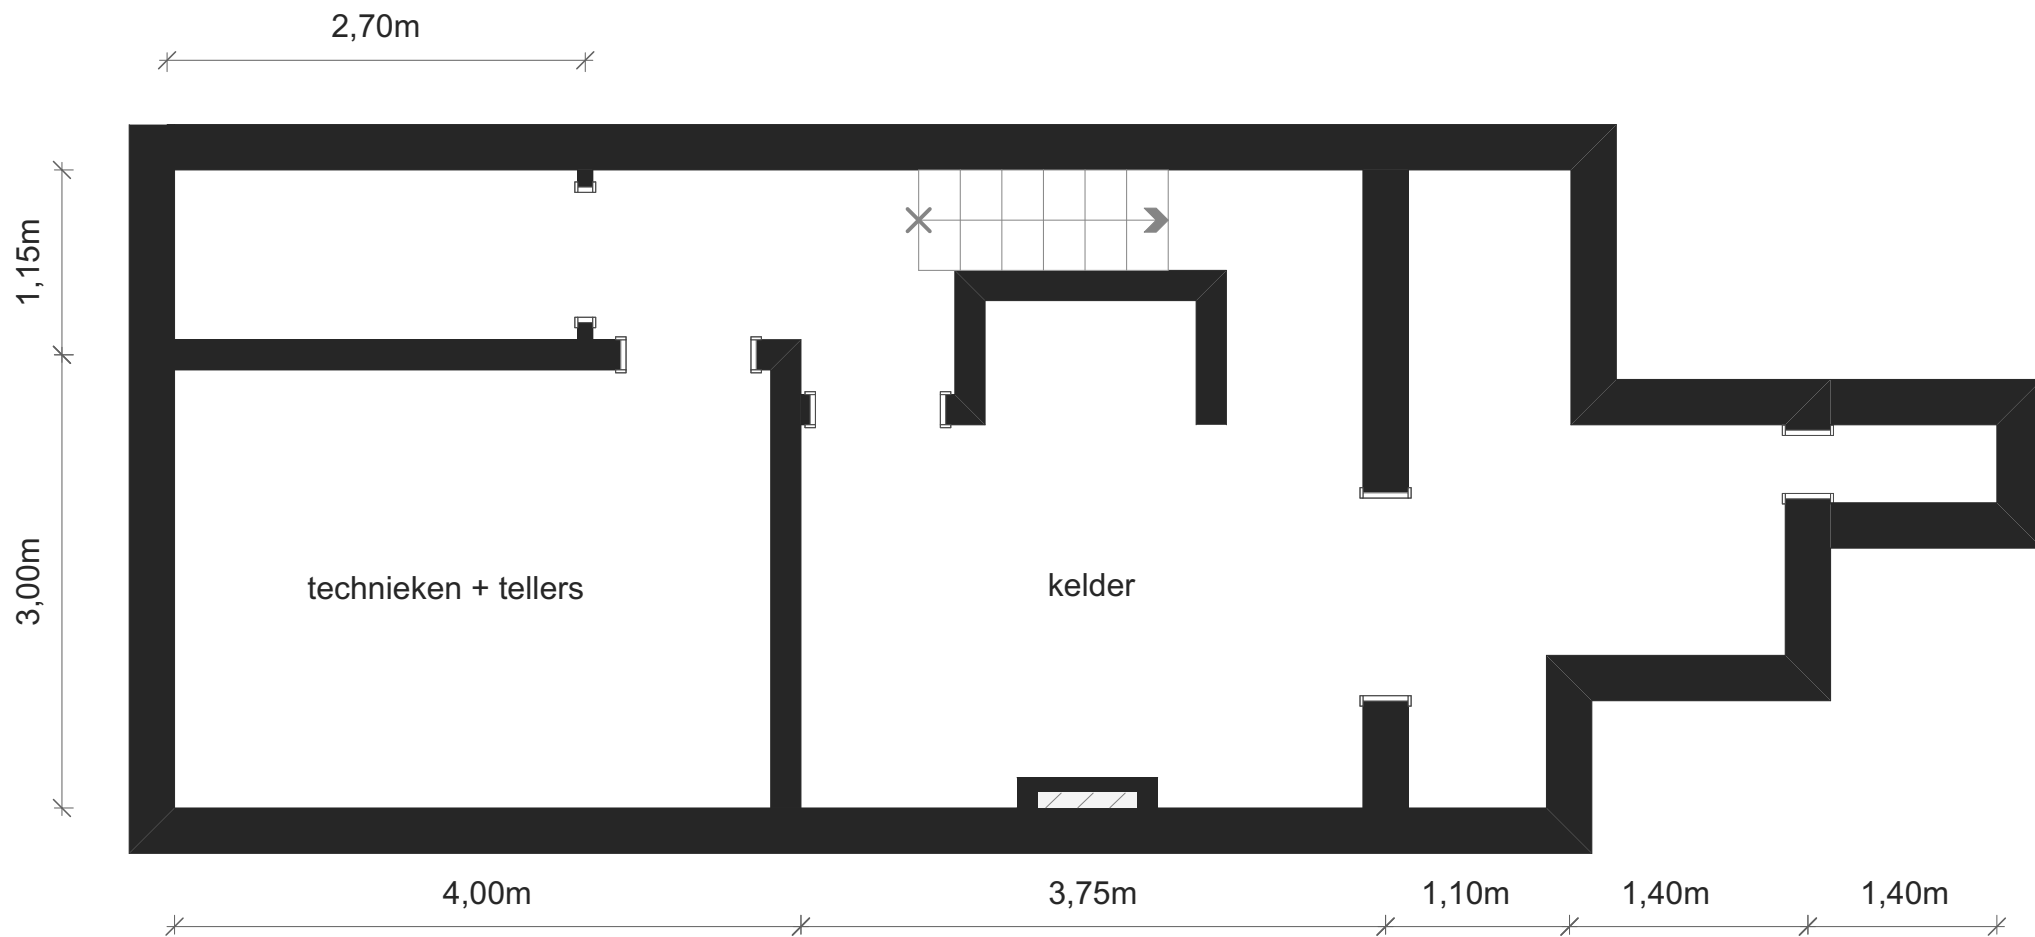 2,70m
1,15m
3,00m
technieken + tellers
kelder
4,00m
3,75m
1,10m
1,40m
1,40m